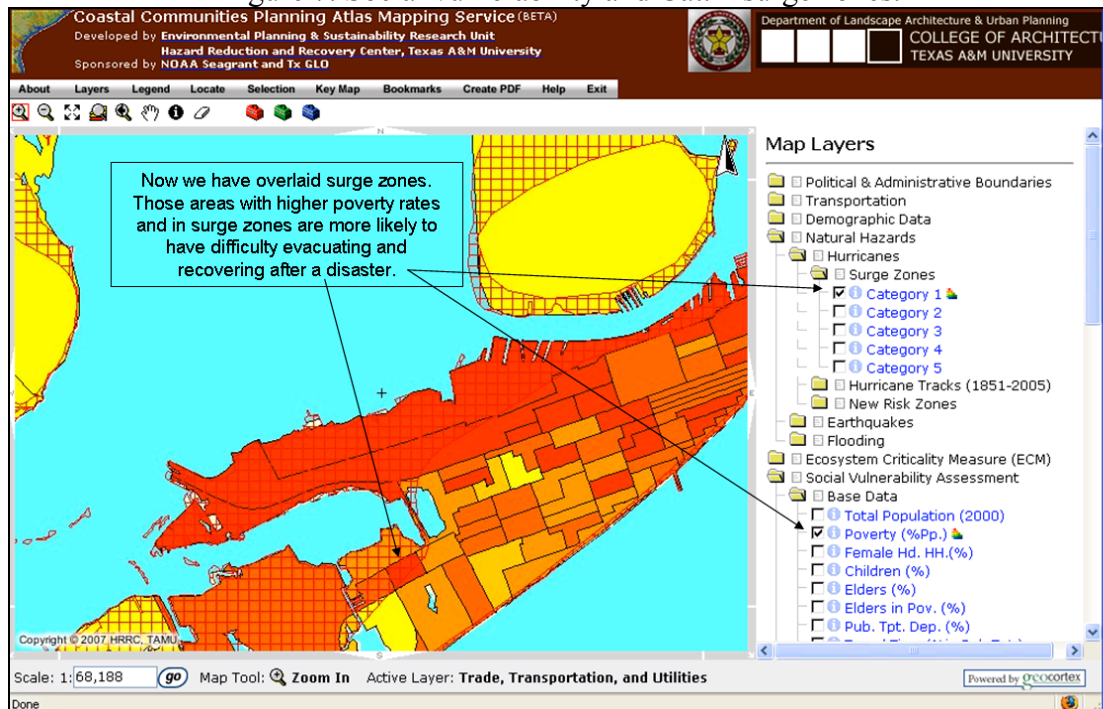 Coastal Communities Planning Atlas Mapping Service (BETA)
Developed by Environmental Planning & Sustainability Research Unit
Hazard Reduction and Recovery Center, Texas A&M University
Sponsored by NOAA Seagrant and Tx GLO
Department of Landscape Architecture & Urban Planning
COLLEGE OF ARCHITECTU
TEXAS A&M UNIVERSITY
About Layers Legend Locate Selection Key Map Bookmarks Create PDF Help Exit
N
Now we have overlaid surge zones.
Those areas with higher poverty rates
and in surge zones are more likely to
have difficulty evacuating and
recovering after a disaster.
Map Layers
Political & Administrative Boundaries
Transportation
Demographic Data
Natural Hazards
Hurricanes
Surge Zones
Category 1
Category 2
Category 3
Category 4
Category 5
Hurricane Tracks (1851-2005)
New Risk Zones
Earthquakes
Flooding
Ecosystem Criticality Measure (ECM)
Social Vulnerability Assessment
Base Data
Total Population (2000)
Poverty (%Pp.)
Female Hd. HH.(%)
Children (%)
Elders (%)
Elders in Pov. (%)
Pub. Tpt. Dep. (%)
E
S
Copyright © 2007 HRRC, TAMU
Scale: 1: 68,188 go Map Tool: Zoom In Active Layer: Trade, Transportation, and Utilities
Powered by geocortex
Done